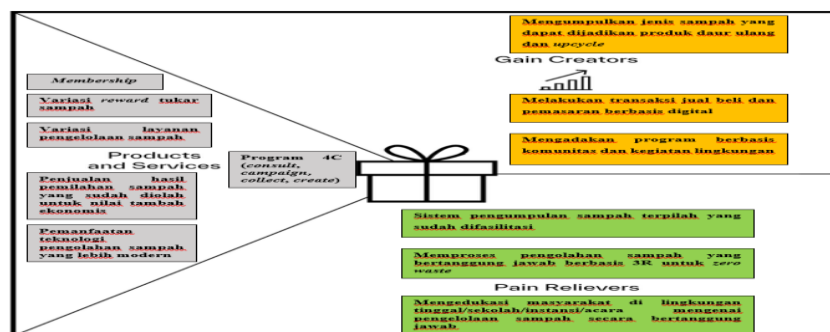 Membership
Variasi reward tukar
sampah
Variasi layanan
pengelolaan sampah
Products
and Services
Penjualan hasil
pemilahan sampah
yang sudah diolah
untuk nilai tambah
ekonomis
Pemanfaatan
teknologi
pengolahan sampah
yang lebih modern
Program 4C
(consult,
campaign,
collect, create)
Mengumpulkan jenis sampah yang
dapat dijadikan produk daur ulang
dan upcycle
Gain Creators
Melakukan transaksi jual beli dan
pemasaran berbasis digital
Mengadakan program berbasis
komunitas dan kegiatan lingkungan
Sistem pengumpulan sampah terpilah yang
sudah difasilitasi
Memproses pengolahan sampah yang
bertanggung jawab berbasis 3R untuk zero
waste
Pain Relievers
Mengedukasi masyarakat di lingkungan
tinggal/sekolah/instansi/acara mengenai
pengelolaan sampah secara bertanggung
jawab.